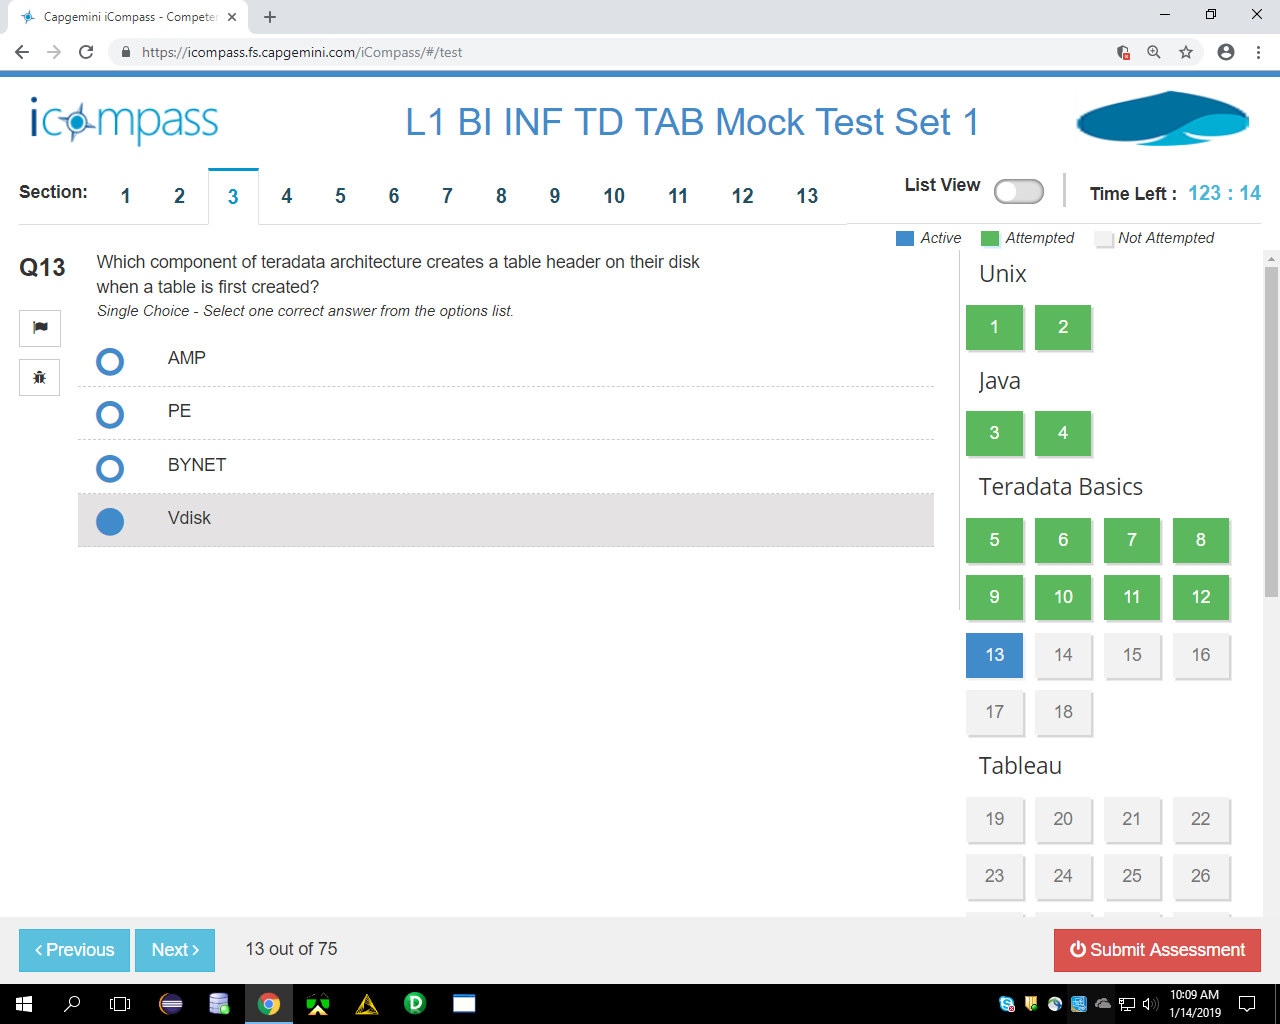 Capgemini iCompass - Competer
https://icompass.fs.capgemini.com/iCompass/#/test
icompass
L1 BI INF TD TAB Mock Test Set 1
Section: 1 2 3 4 5 6 7 8 9 10 11 12 13
List View
Time Left : 123 : 14
Active Attempted Not Attempted
Q13
Which component of teradata architecture creates a table header on their disk
when a table is first created?
Single Choice - Select one correct answer from the options list.
AMP
PE
BYNET
Vdisk
Unix
1 2
Java
3 4
Teradata Basics
5 6 7 8
9 10 11 12
13 14 15 16
17 18
Tableau
19 20 21 22
23 24 25 26
Previous
Next
13 out of 75
Submit Assessment
10:09 AM
1/14/2019